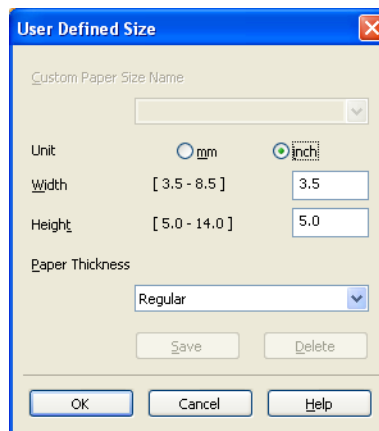 User Defined Size
Custom Paper Size Name
Unit mm inch
Width [ 3.5 - 8.5 ] 3.5
Height [ 5.0 - 14.0 ] 5.0
Paper Thickness
Regular
Save Delete
OK Cancel Help